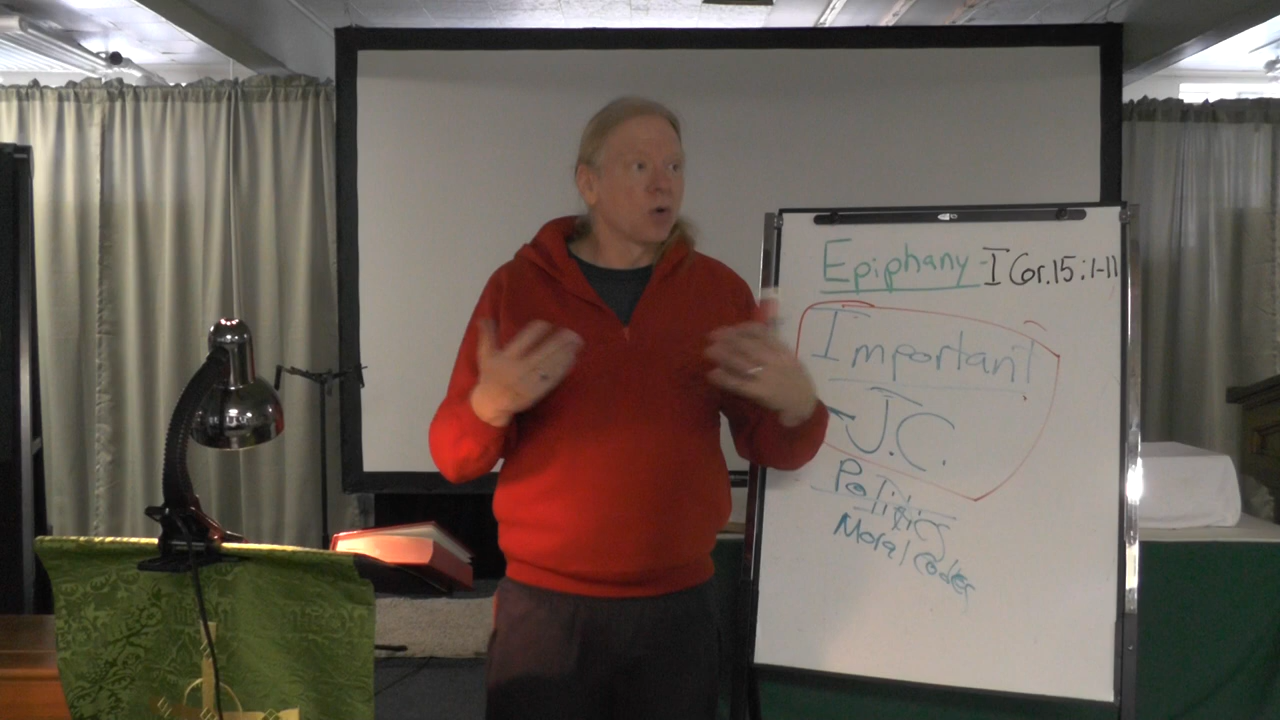 Epiphany - I Cor. 15:1-11
Important
- J.C.
Politics
Moral Codes